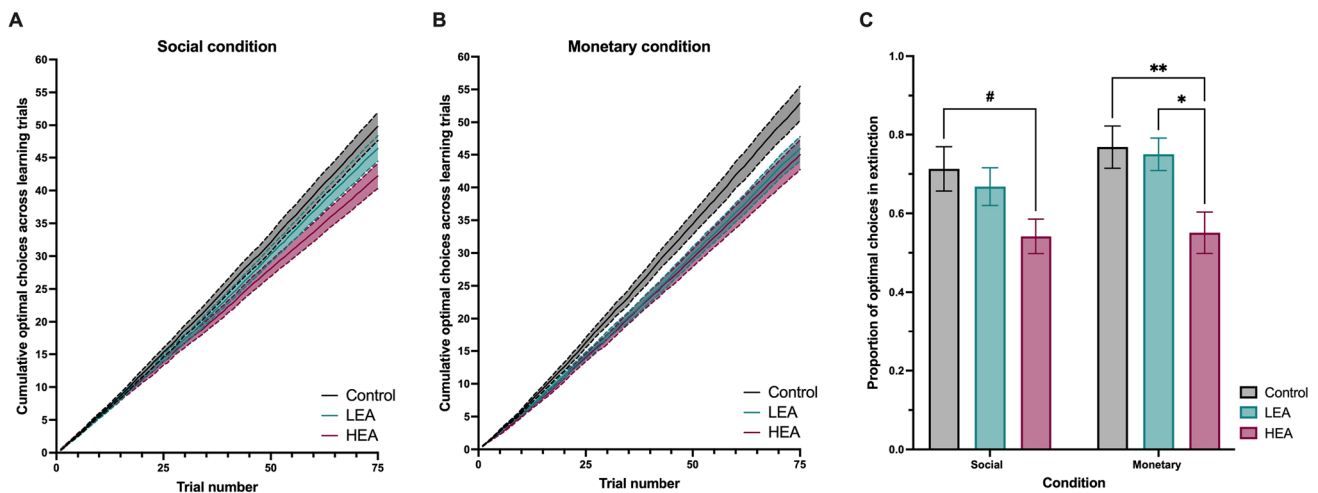 A
Social condition
Cumulative optimal choices across learning trials
60
55
50
45
40
35
30
25
20
15
10
5
0
0
25
50
75
Trial number
Control
LEA
HEA
B
Monetary condition
Cumulative optimal choices across learning trials
60
55
50
45
40
35
30
25
20
15
10
5
0
0
25
50
75
Trial number
Control
LEA
HEA
C
Proportion of optimal choices in extinction
1.0
0.8
0.6
0.4
0.2
0.0
#
**
*
Social
Monetary
Condition
Control
LEA
HEA